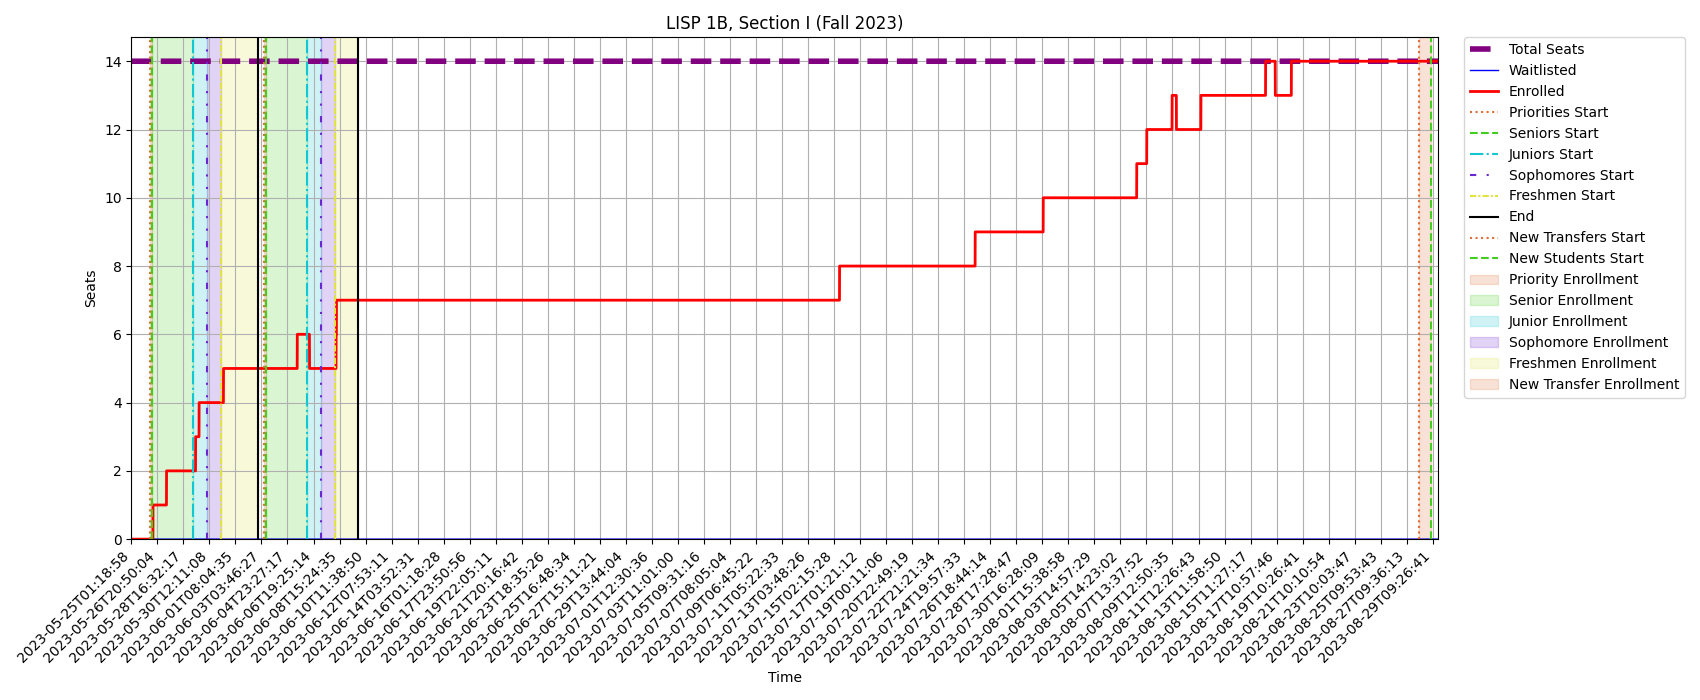 LISP 1B, Section I (Fall 2023)
Seats
14
12
10
8
6
4
2
0
2023-05-25T01:18:58
2023-05-26T20:50:04
2023-05-28T16:32:17
2023-05-30T12:11:08
2023-06-01T08:04:35
2023-06-03T03:46:27
2023-06-04T23:27:17
2023-06-06T19:25:14
2023-06-08T15:24:35
2023-06-10T11:38:50
2023-06-12T07:53:11
2023-06-14T03:52:31
2023-06-16T01:18:28
2023-06-17T23:50:56
2023-06-19T22:05:11
2023-06-21T20:16:42
2023-06-23T18:35:26
2023-06-25T16:48:34
2023-06-27T15:11:21
2023-06-29T13:44:04
2023-07-01T12:30:36
2023-07-03T11:01:00
2023-07-05T09:31:16
2023-07-07T08:05:04
2023-07-09T06:45:22
2023-07-11T05:22:33
2023-07-13T03:48:26
2023-07-15T02:15:28
2023-07-17T01:21:12
2023-07-19T00:11:06
2023-07-20T22:49:19
2023-07-22T21:21:34
2023-07-24T19:57:33
2023-07-26T18:44:14
2023-07-28T17:28:47
2023-07-30T16:28:09
2023-08-01T15:38:58
2023-08-03T14:57:29
2023-08-05T14:23:02
2023-08-07T13:37:52
2023-08-09T12:50:35
2023-08-11T12:26:43
2023-08-13T11:58:50
2023-08-15T11:27:17
2023-08-17T10:57:46
2023-08-19T10:26:41
2023-08-21T10:10:54
2023-08-23T10:03:47
2023-08-25T09:53:43
2023-08-27T09:36:13
2023-08-29T09:26:41
Time
Total Seats
Waitlisted
Enrolled
Priorities Start
Seniors Start
Juniors Start
Sophomores Start
Freshmen Start
End
New Transfers Start
New Students Start
Priority Enrollment
Senior Enrollment
Junior Enrollment
Sophomore Enrollment
Freshmen Enrollment
New Transfer Enrollment